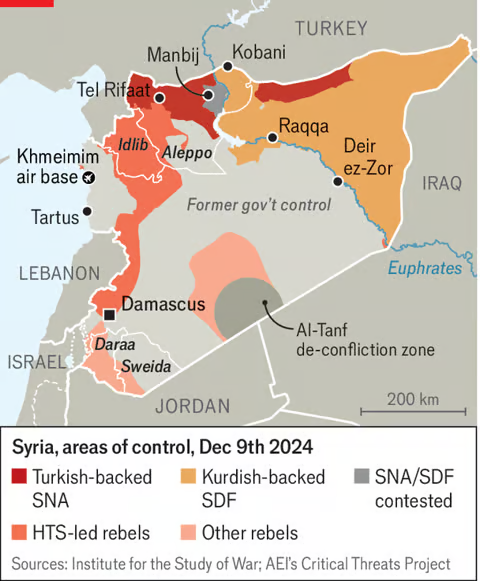 TURKEY
Manbij
Kobani
Tel Rifaat
Raqqa
Idlib
Aleppo
Deir
ez-Zor
Khmeimim
air base
IRAQ
Former gov't control
Tartus
Euphrates
LEBANON
Damascus
Al-Tanf
de-confliction zone
Daraa
ISRAEL
Sweida
JORDAN
200 km
Syria, areas of control, Dec 9th 2024
Turkish-backed
SNA
Kurdish-backed
SDF
SNA/SDF
contested
HTS-led rebels
Other rebels
Sources: Institute for the Study of War; AEI's Critical Threats Project